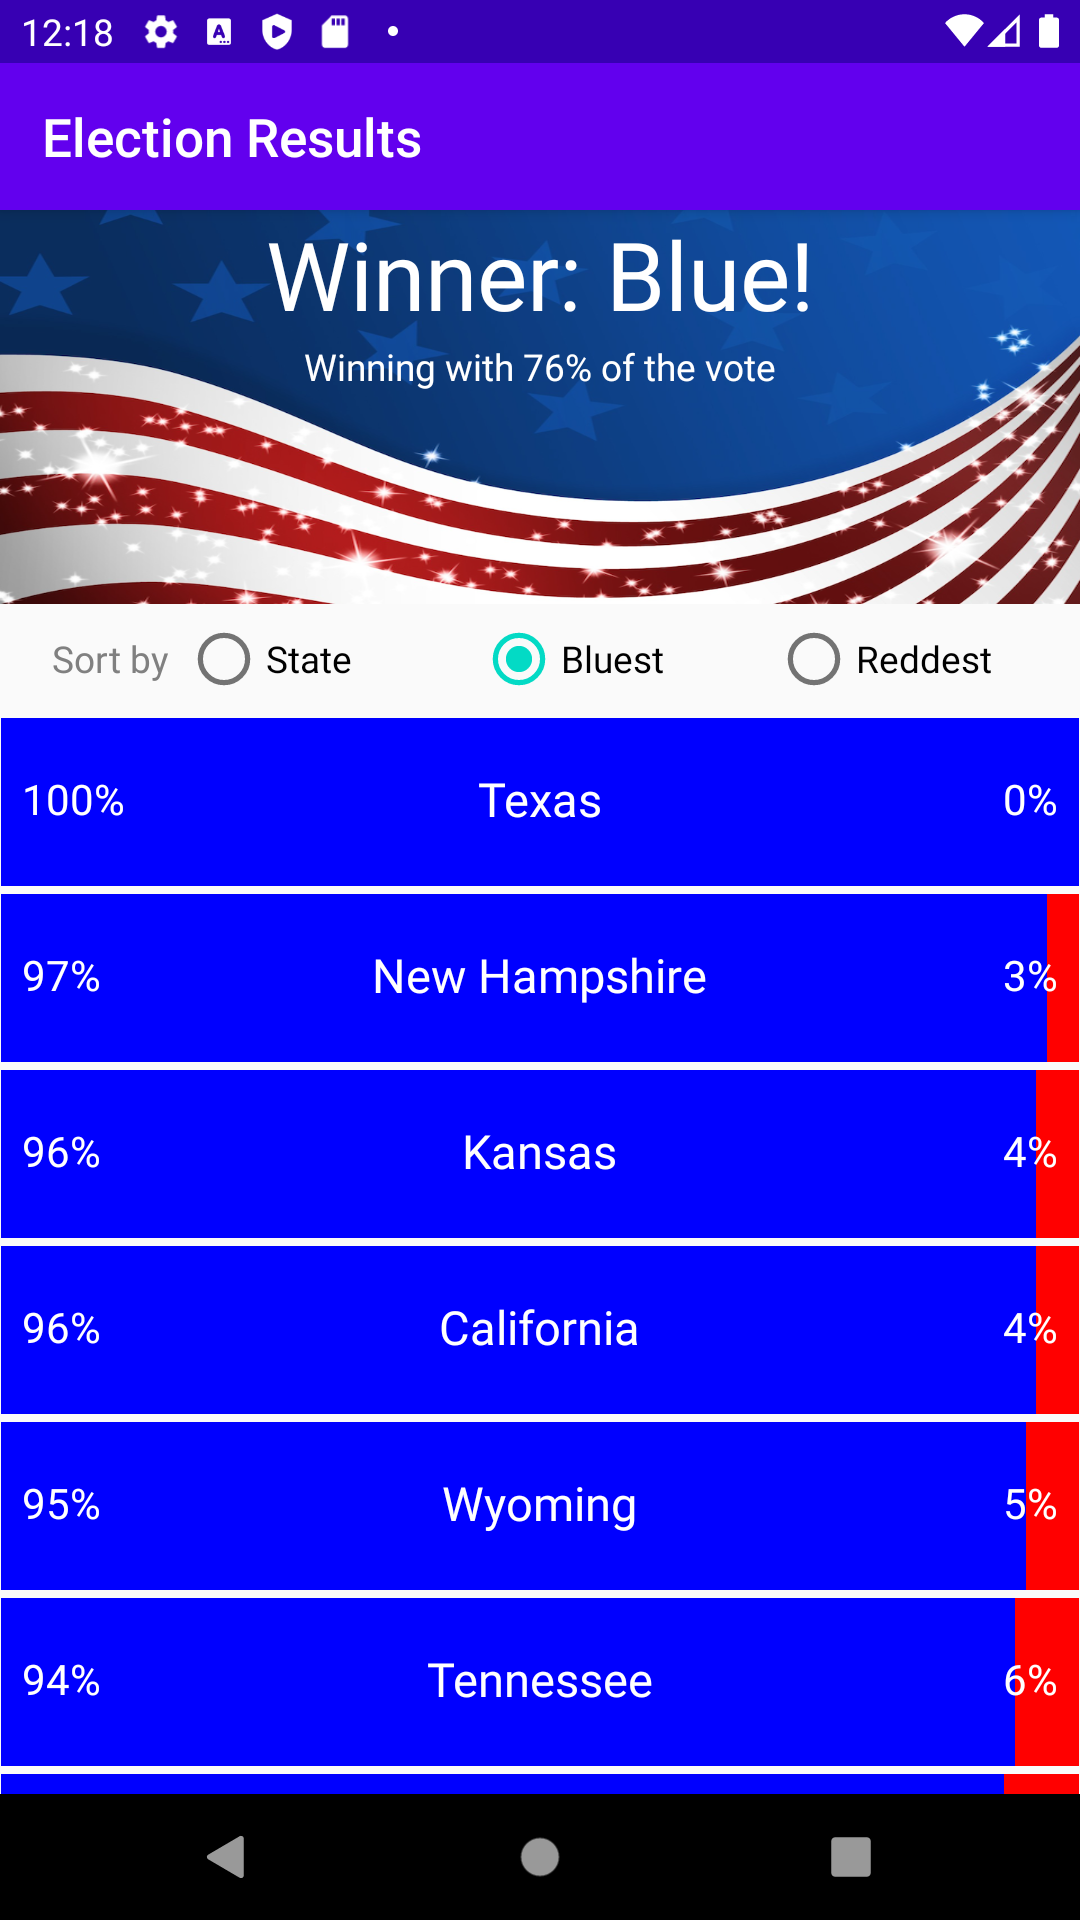 12:18
Election Results
Winner: Blue!
Winning with 76% of the vote
Sort by State Bluest Reddest
100% Texas 0%
97% New Hampshire 3%
96% Kansas 4%
96% California 4%
95% Wyoming 5%
94% Tennessee 6%